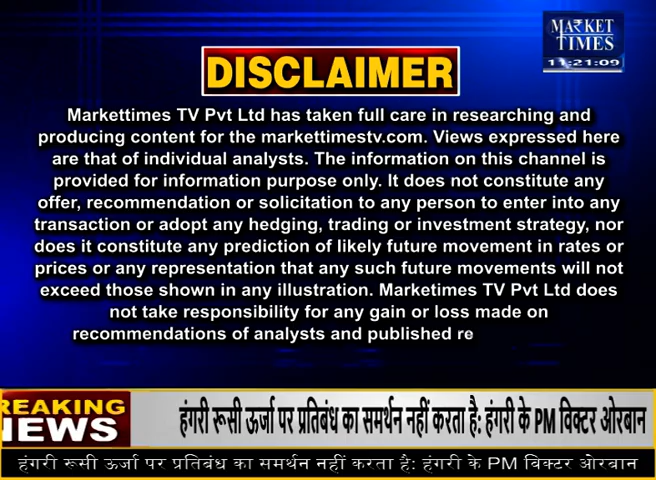 MARKET
TIMES
11:21:09
DISCLAIMER
Markettimes TV Pvt Ltd has taken full care in researching and
producing content for the markettimestv.com. Views expressed here
are that of individual analysts. The information on this channel is
provided for information purpose only. It does not constitute any
offer, recommendation or solicitation to any person to enter into any
transaction or adopt any hedging, trading or investment strategy, nor
does it constitute any prediction of likely future movement in rates or
prices or any representation that any such future movements will not
exceed those shown in any illustration. Marketimes TV Pvt Ltd does
not take responsibility for any gain or loss made on
recommendations of analysts and published re
REAKING
NEWS
हंगरी रूसी ऊर्जा पर प्रतिबंध का समर्थन नहीं करता है: हंगरी के PM विक्टर ओरबान
हंगरी रूसी ऊर्जा पर प्रतिबंध का समर्थन नहीं करता है: हंगरी के PM विक्टर ओरबान